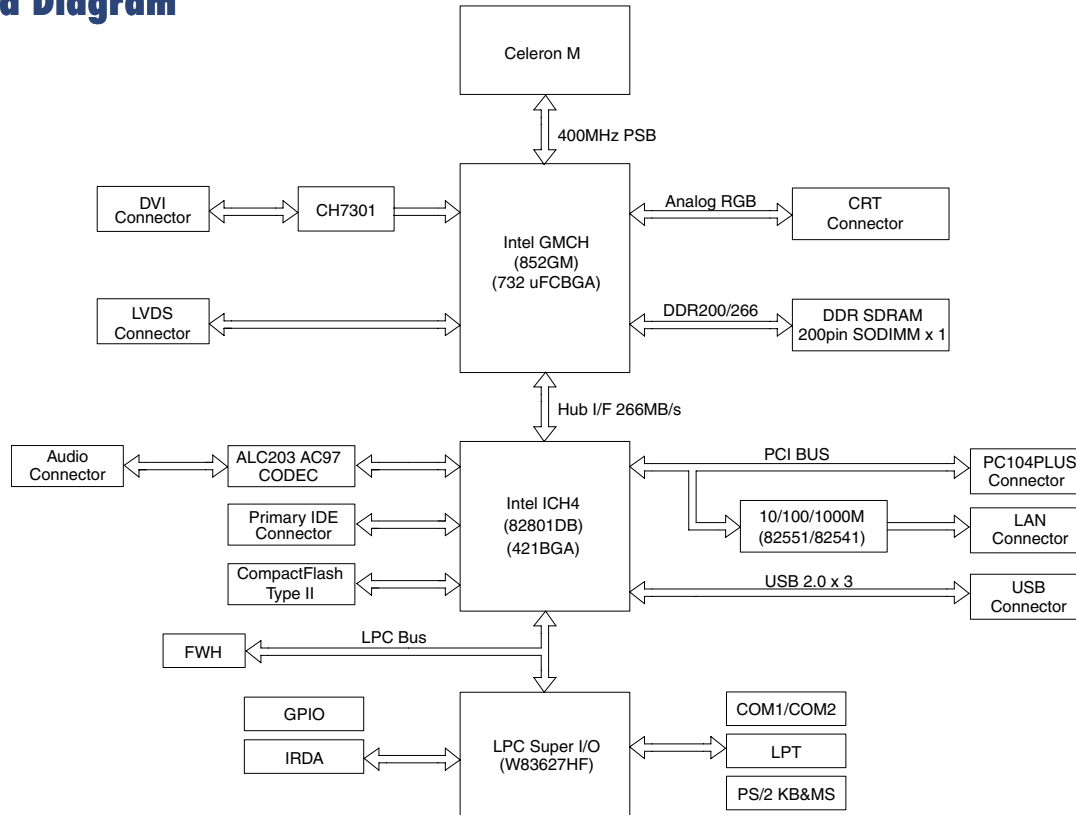 a Diagram
Celeron M
400MHz PSB
DVI
Connector
CH7301
Intel GMCH
(852GM)
(732 uFCBGA)
Analog RGB
CRT
Connector
LVDS
Connector
DDR200/266
DDR SDRAM
200pin SODIMM x 1
Hub I/F 266MB/s
Audio
Connector
ALC203 AC97
CODEC
Primary IDE
Connector
CompactFlash
Type II
Intel ICH4
(82801DB)
(421BGA)
PCI BUS
PC104PLUS
Connector
10/100/1000M
(82551/82541)
LAN
Connector
USB 2.0 x 3
USB
Connector
LPC Bus
FWH
GPIO
IRDA
LPC Super I/O
(W83627HF)
COM1/COM2
LPT
PS/2 KB&MS